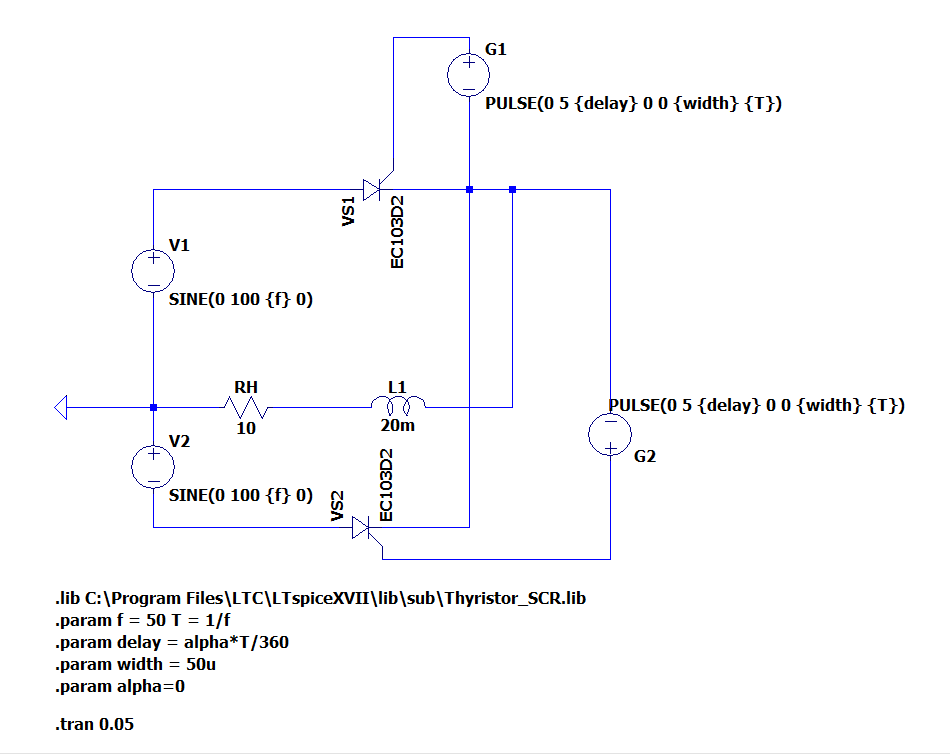 G1
PULSE(0 5 {delay} 0 0 {width} {T})
VS1
EC103D2
V1
SINE(0 100 {f} 0)
RH
10
L1
20m
PULSE(0 5 {delay} 0 0 {width} {T})
G2
V2
SINE(0 100 {f} 0)
VS2
EC103D2
.lib C:\Program Files\LTC\LTspiceXVII\lib\sub\Thyristor_SCR.lib
.param f = 50 T = 1/f
.param delay = alpha*T/360
.param width = 50u
.param alpha=0
.tran 0.05